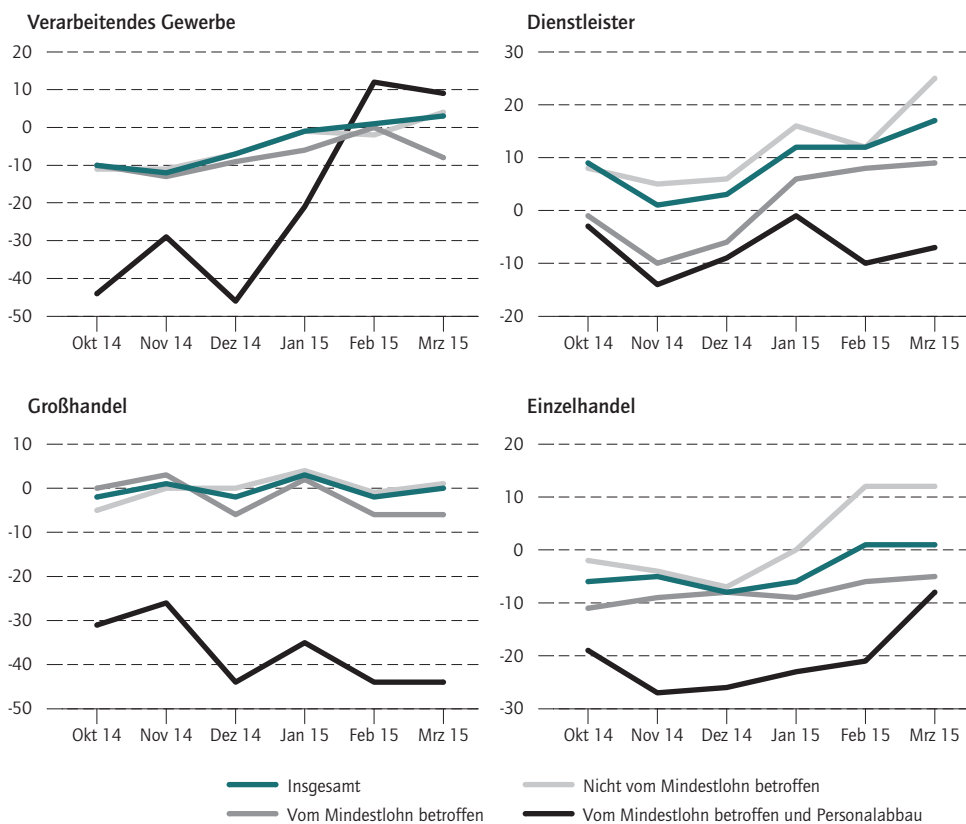 Verarbeitendes Gewerbe
20
10
0
-10
-20
-30
-40
-50
Okt 14 Nov 14 Dez 14 Jan 15 Feb 15 Mrz 15
Dienstleister
30
20
10
0
-10
-20
Okt 14 Nov 14 Dez 14 Jan 15 Feb 15 Mrz 15
Großhandel
10
0
-10
-20
-30
-40
-50
Okt 14 Nov 14 Dez 14 Jan 15 Feb 15 Mrz 15
Einzelhandel
20
10
0
-10
-20
-30
Okt 14 Nov 14 Dez 14 Jan 15 Feb 15 Mrz 15
Insgesamt
Nicht vom Mindestlohn betroffen
Vom Mindestlohn betroffen
Vom Mindestlohn betroffen und Personalabbau